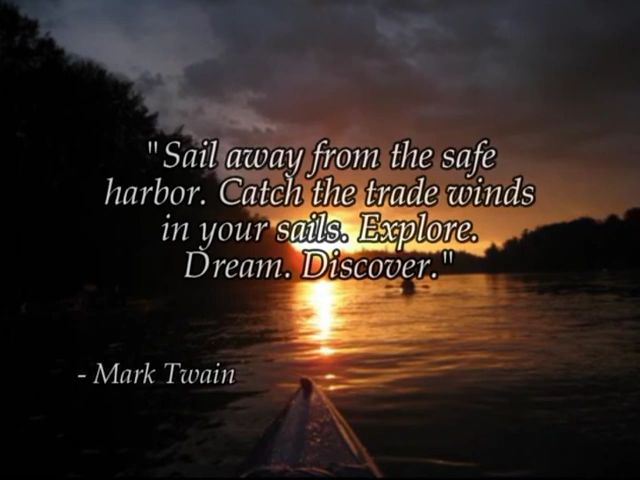 "Sail away from the safe
harbor. Catch the trade winds
in your sails. Explore.
Dream. Discover."
- Mark Twain